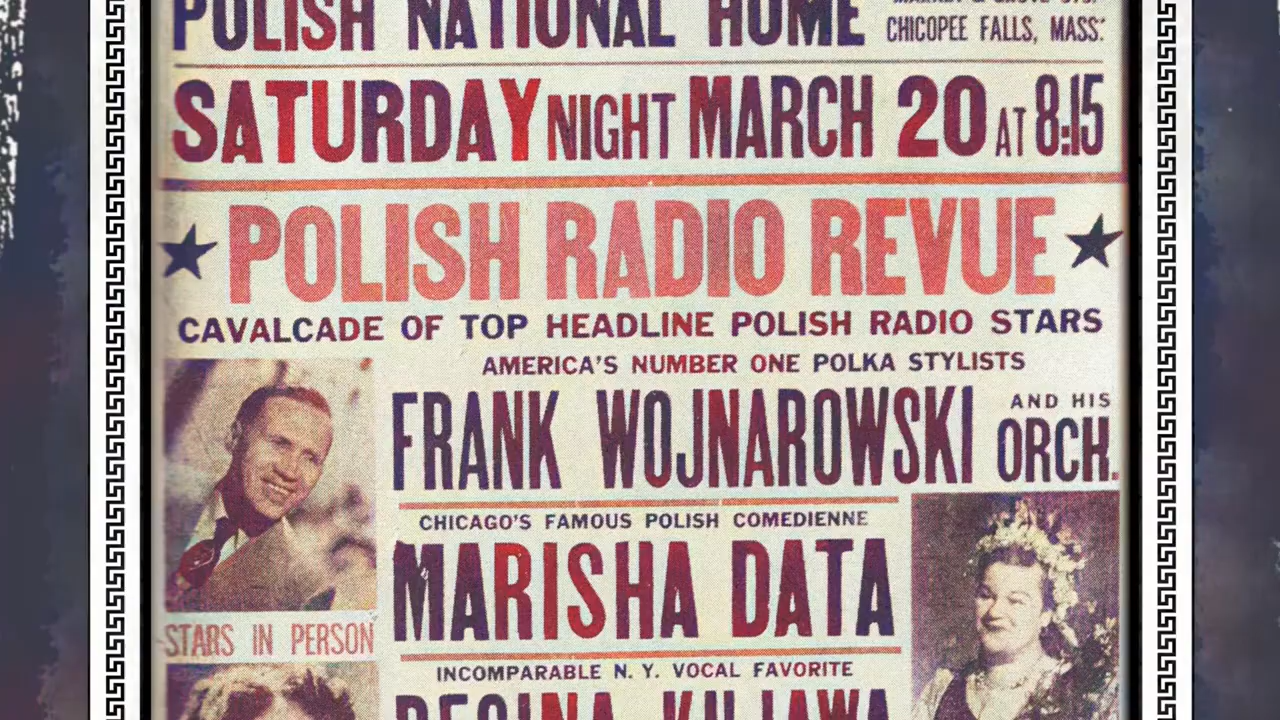 POLISH NATIONAL HOME
CHICOPEE FALLS, MASS.
SATURDAY NIGHT MARCH 20 AT 8:15
POLISH RADIO REVUE
CAVALCADE OF TOP HEADLINE POLISH RADIO STARS
AMERICA'S NUMBER ONE POLKA STYLISTS
FRANK WOJNAROWSKI AND HIS ORCH.
CHICAGO'S FAMOUS POLISH COMEDIENNE
MARISHA DATA
STARS IN PERSON
INCOMPARABLE N. Y. VOCAL FAVORITE
REGINA KUJAWA